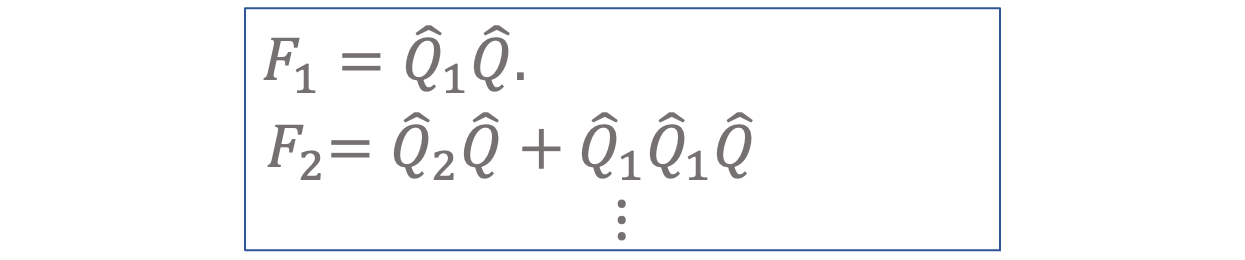 F₁ = Q̂₁Q̂.
F₂= Q̂₂Q̂ + Q̂₁Q̂₁Q̂
⋮